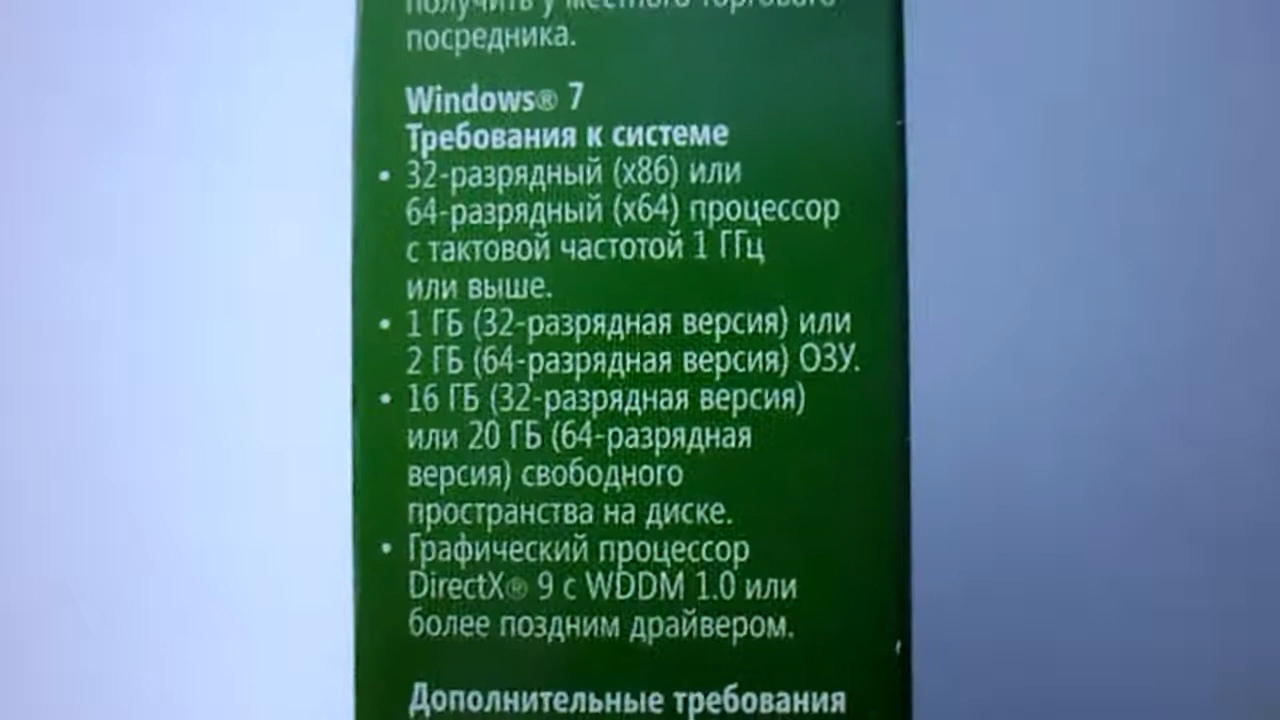 получить у местного торгового
посредника.
Windows® 7
Требования к системе
• 32-разрядный (x86) или
64-разрядный (x64) процессор
с тактовой частотой 1 ГГц
или выше.
• 1 ГБ (32-разрядная версия) или
2 ГБ (64-разрядная версия) ОЗУ.
• 16 ГБ (32-разрядная версия)
или 20 ГБ (64-разрядная
версия) свободного
пространства на диске.
• Графический процессор
DirectX® 9 с WDDM 1.0 или
более поздним драйвером.
Дополнительные требования